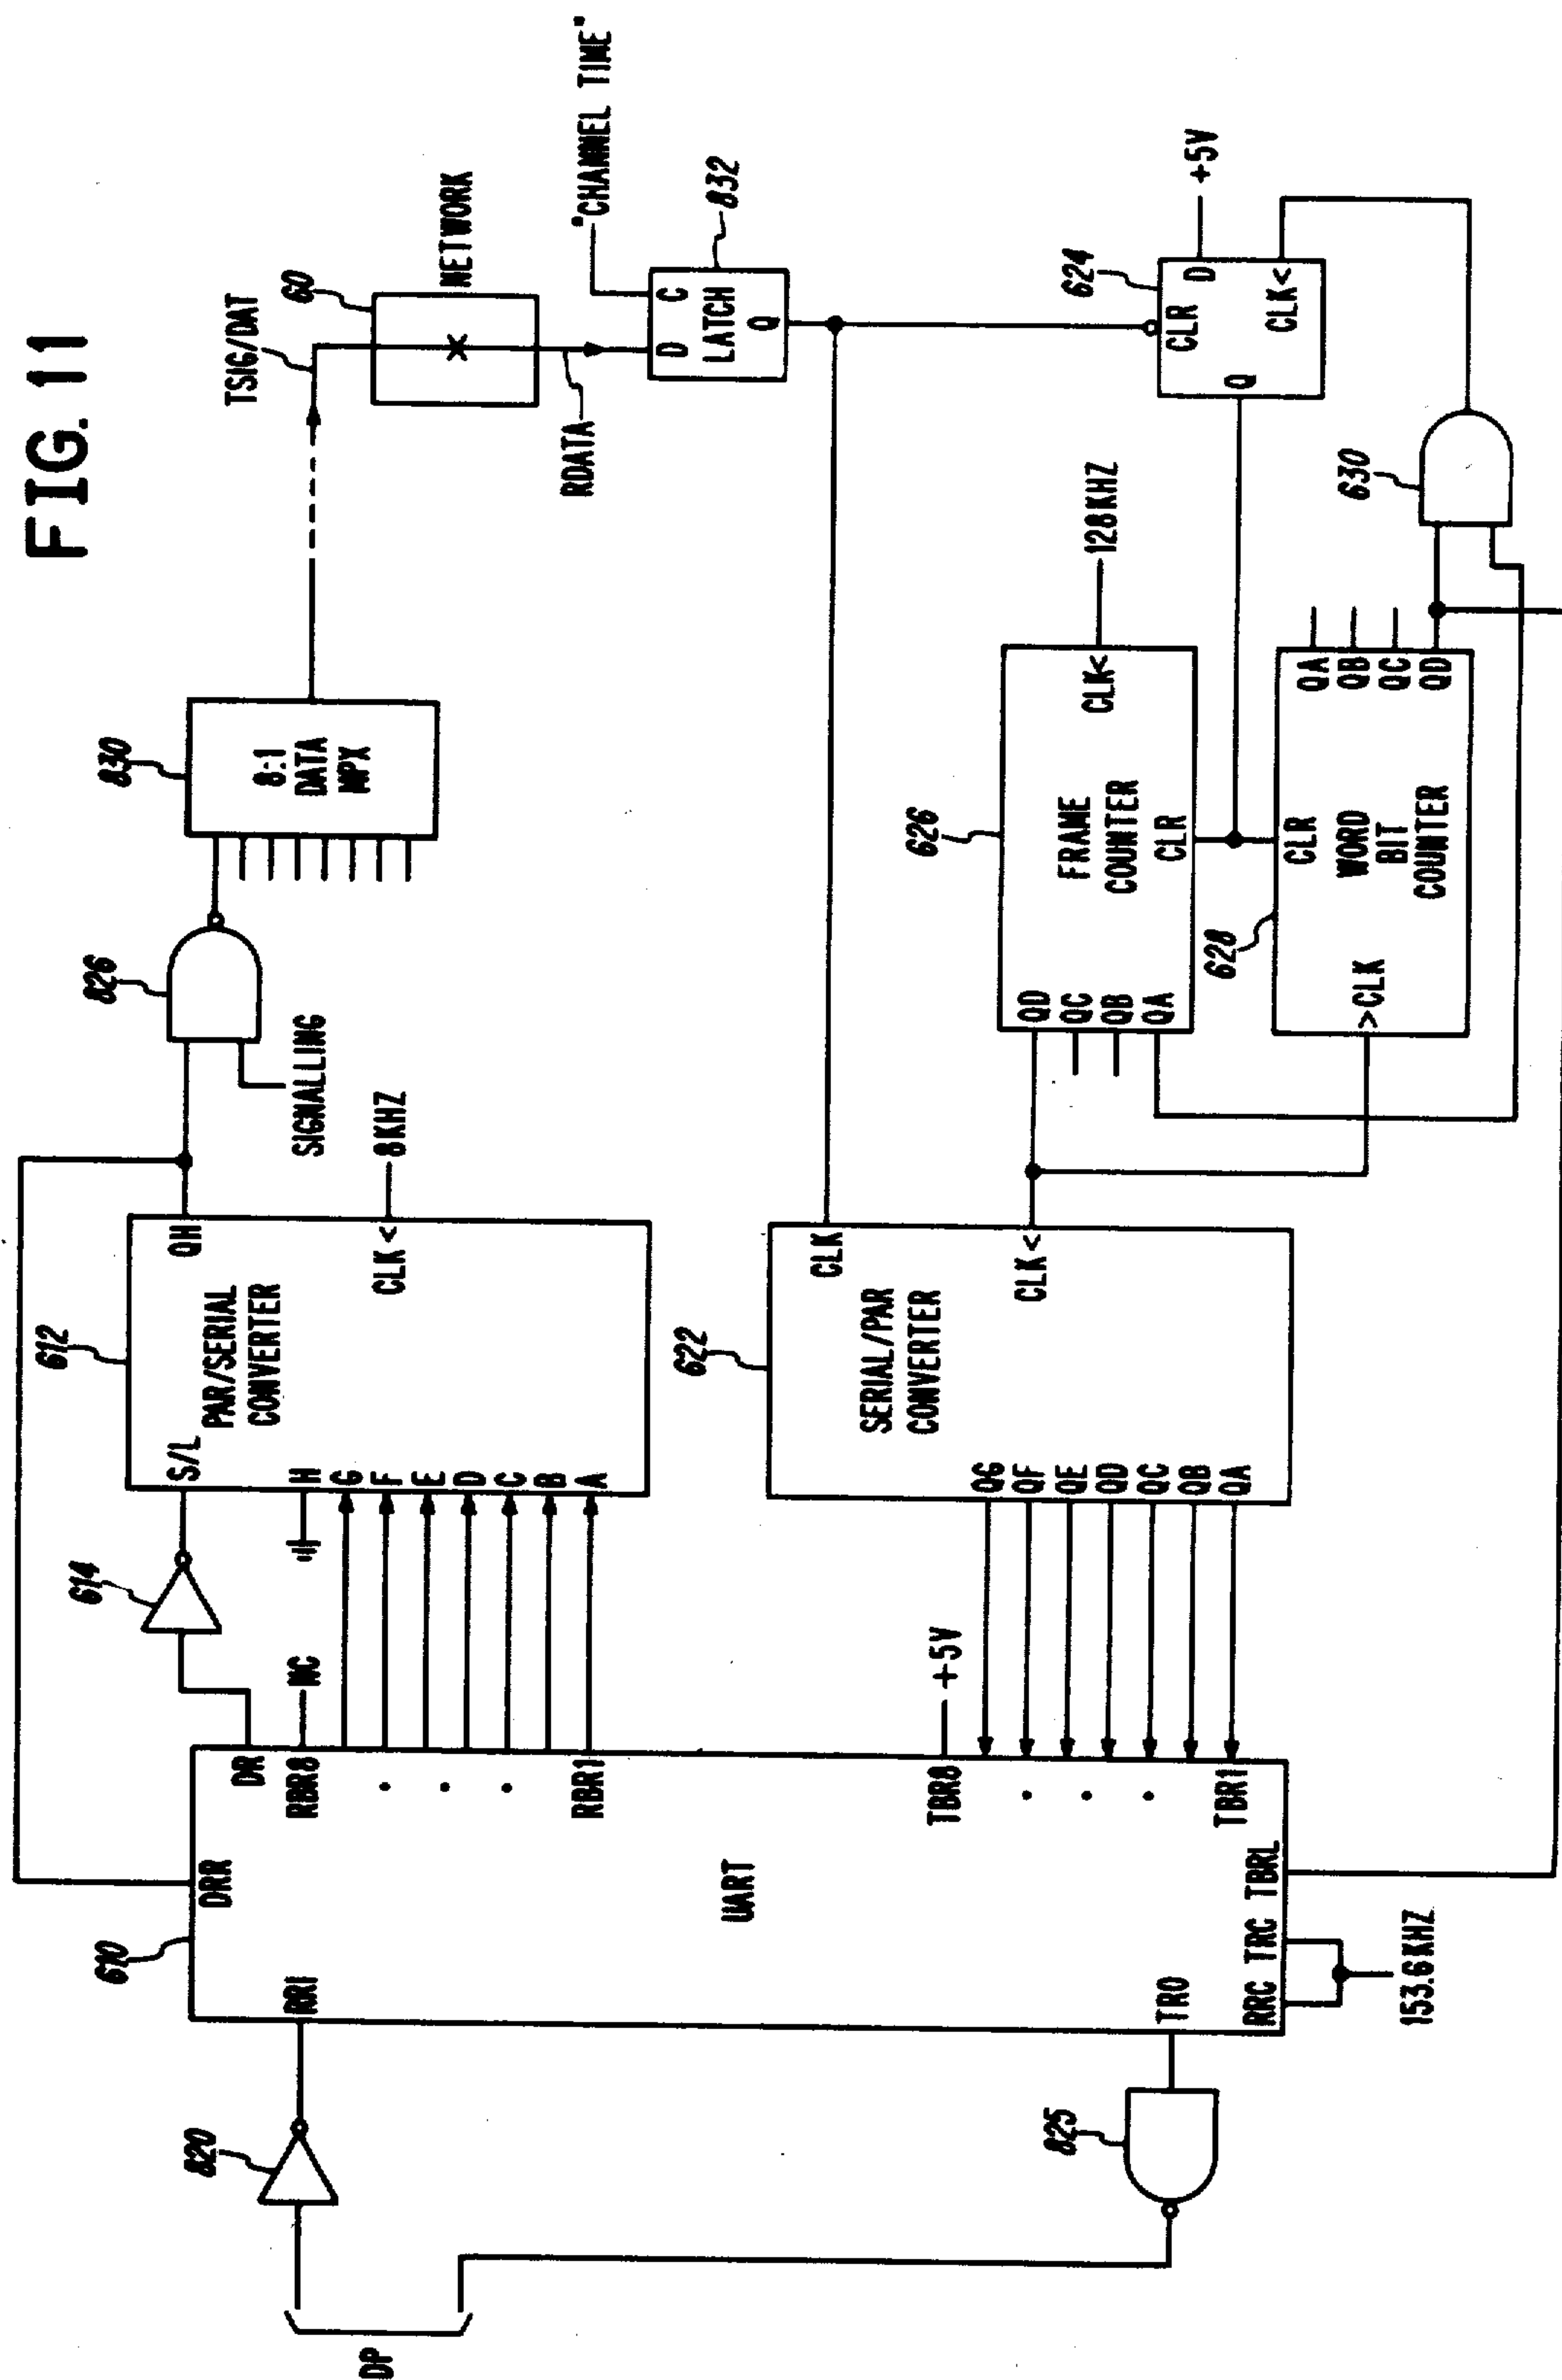 FIG. 11
DP
820
825
610
RRI
DRR
DR
RBR8
NC
RBR1
UART
TBR8
+5V
TBR1
TRO
RRC
TRC
TBRL
153.6KHZ
614
612
S/L
QH
PAR/SERIAL
CONVERTER
H
G
F
E
D
C
B
A
CLK<
8KHZ
622
SERIAL/PAR
CONVERTER
CLK
CLK<
QG
QF
QE
QD
QC
QB
QA
826
SIGNALLING
830
8:1
DATA
MPX
TSIG/DAT
60
NETWORK
RDATA
"CHANNEL TIME"
D
C
LATCH
Q
832
626
FRAME
COUNTER
QD
QC
QB
QA
CLK<
128KHZ
CLR
628
CLR
WORD
BIT
COUNTER
>CLK
QA
QB
QC
QD
624
CLR
D
+5V
Q
CLK<
630